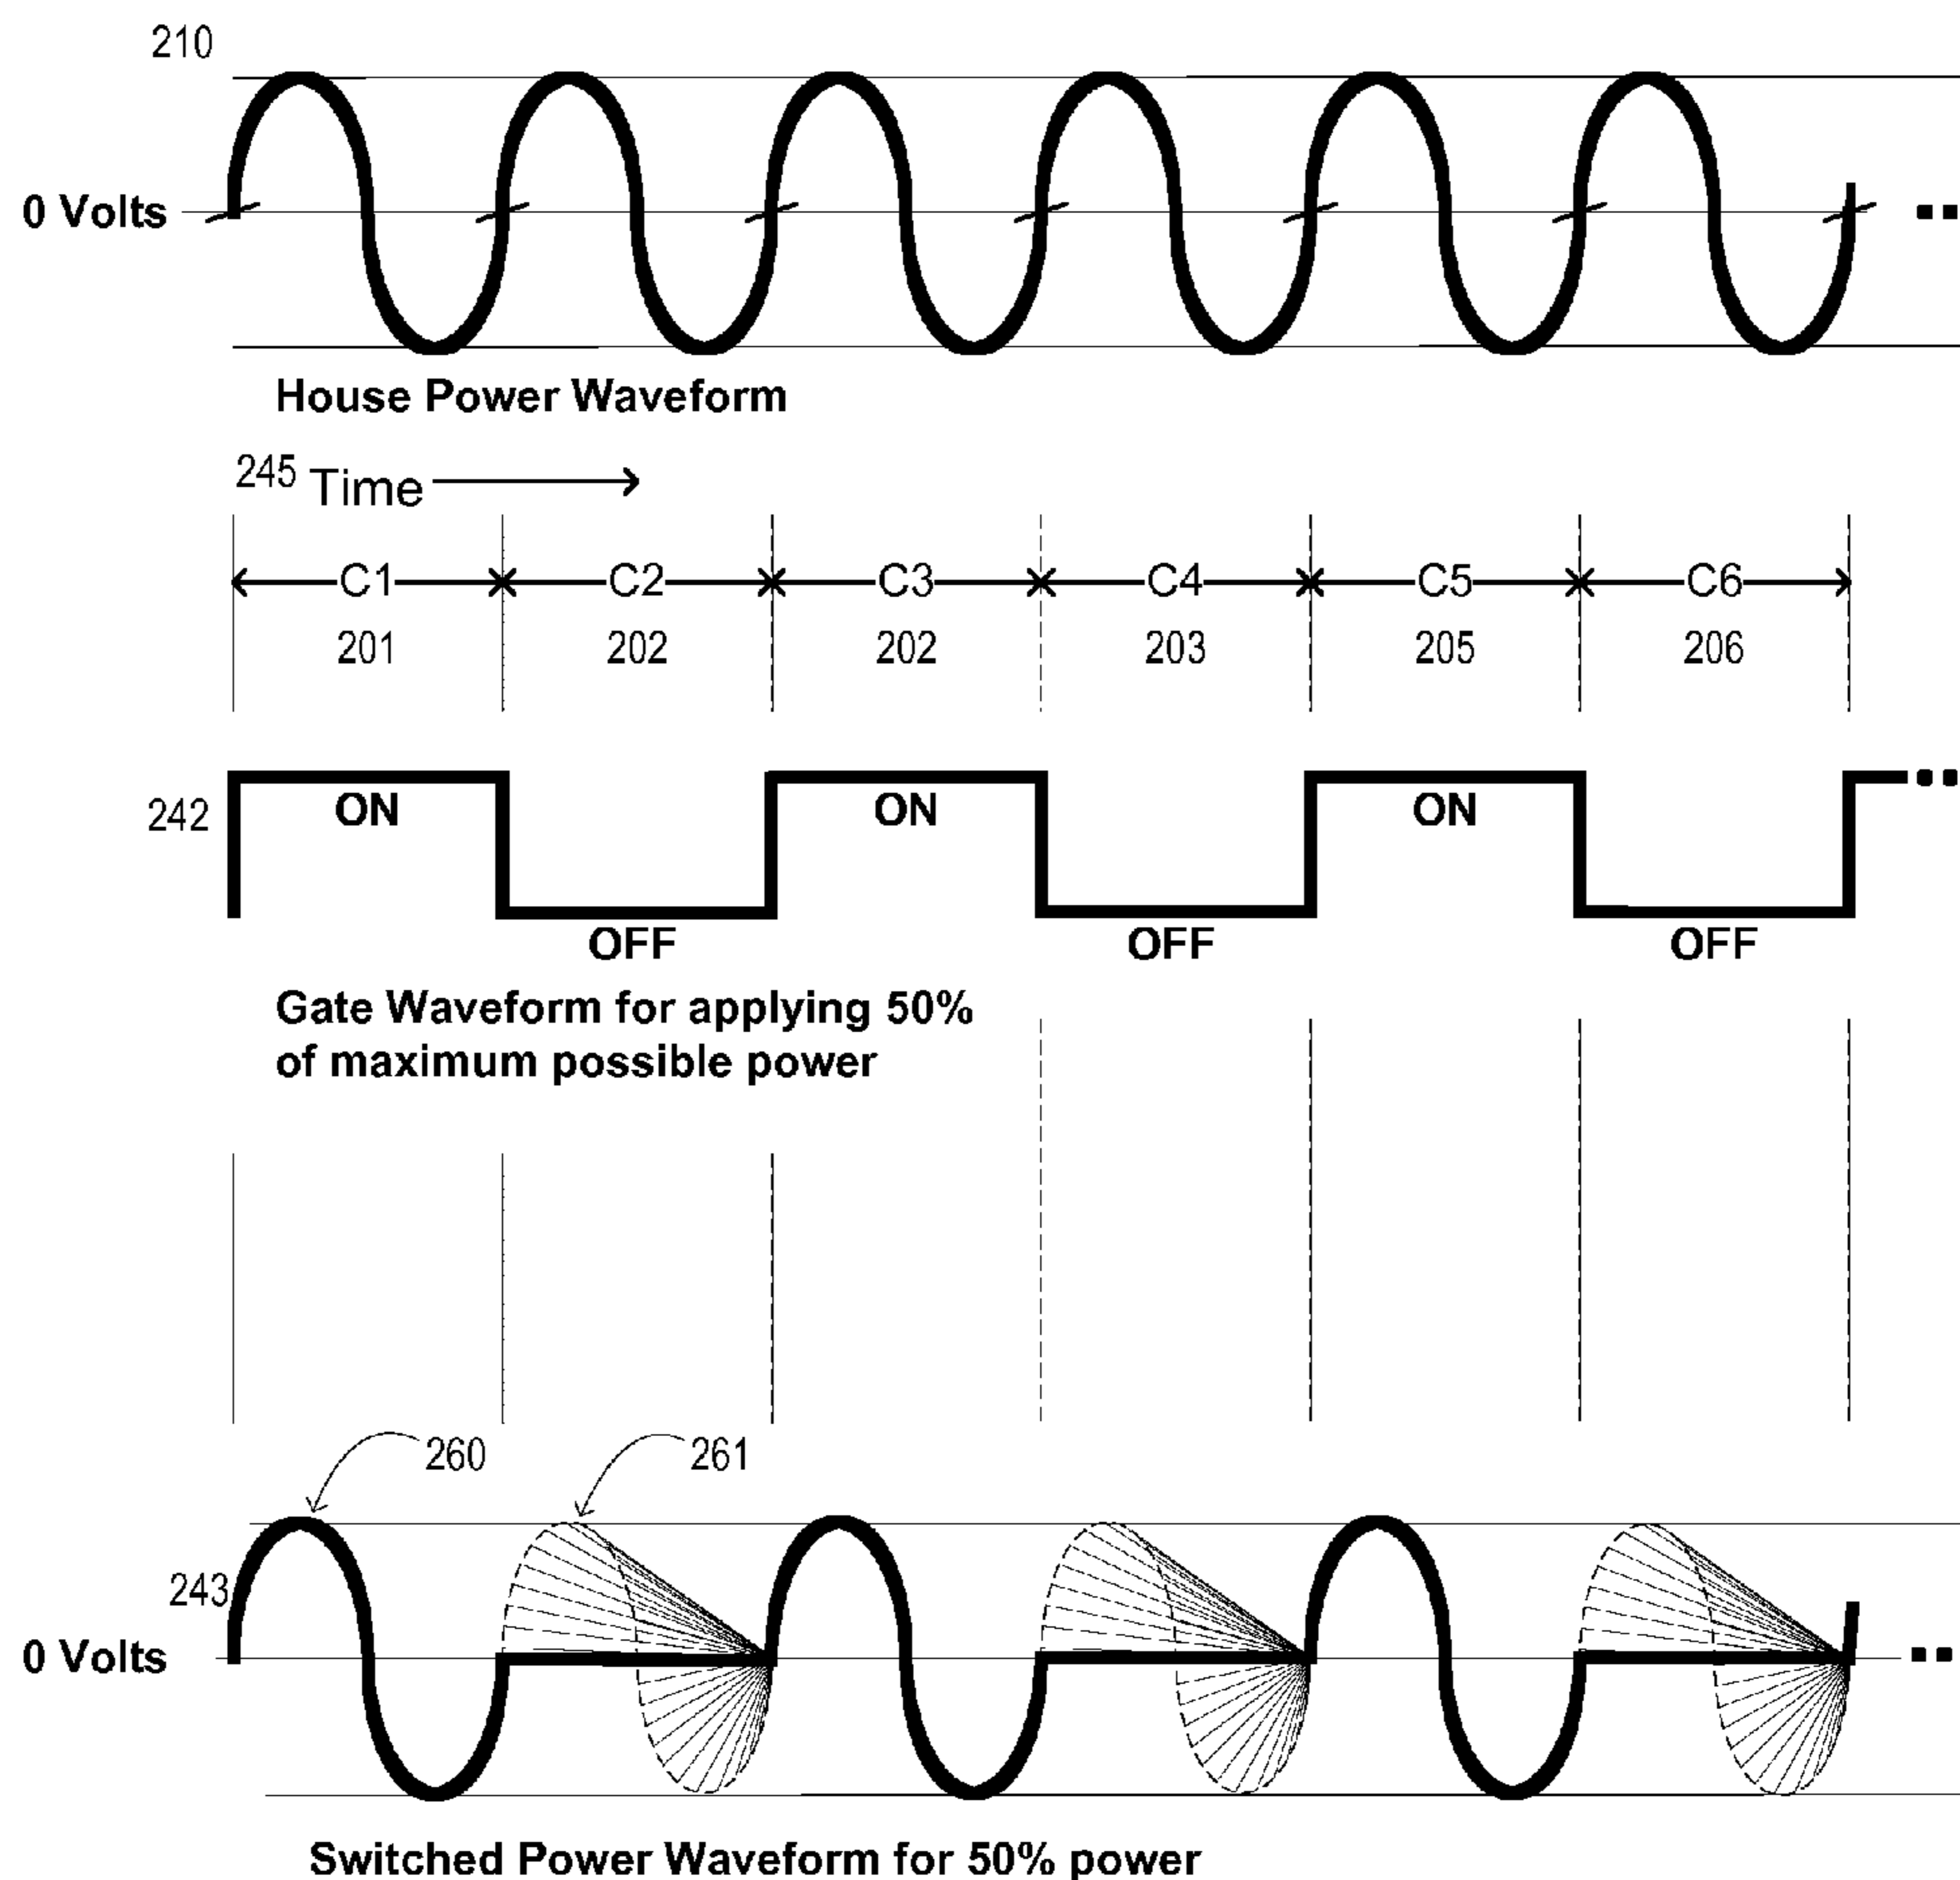 210
0 Volts
House Power Waveform
245 Time
C1 C2 C3 C4 C5 C6
201 202 202 203 205 206
242
ON ON ON
OFF OFF OFF
Gate Waveform for applying 50%
of maximum possible power
260 261
243
0 Volts
Switched Power Waveform for 50% power